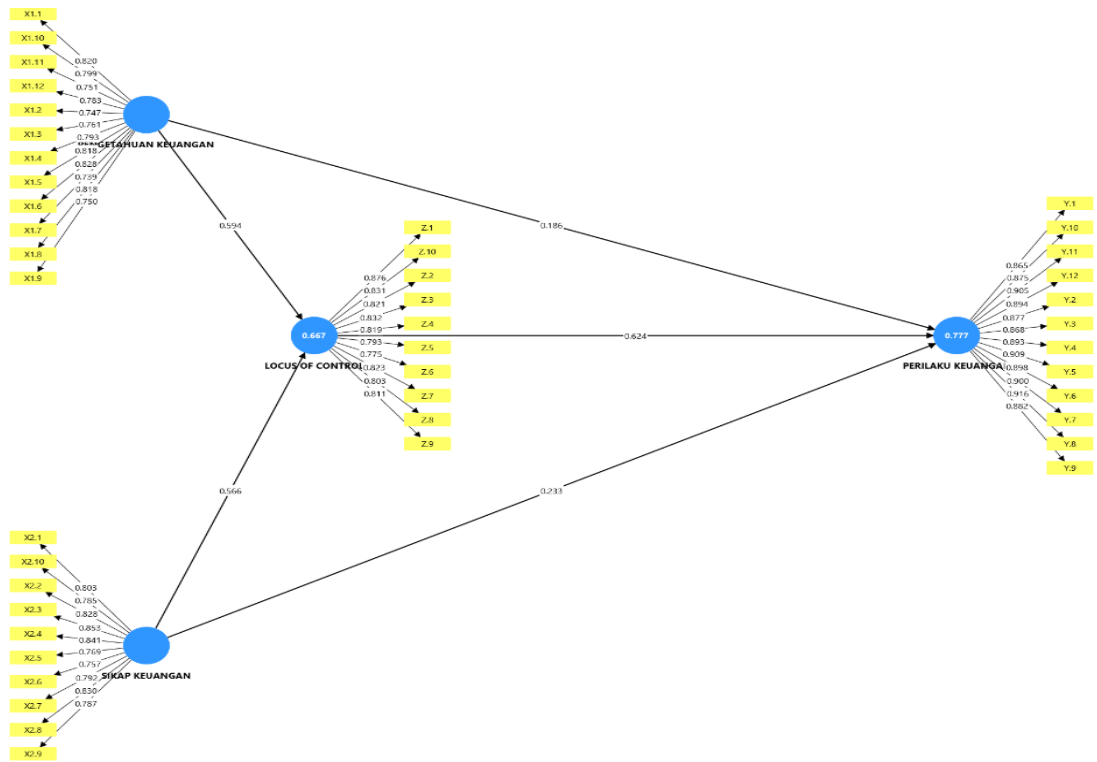 X1.1
X1.10
X1.11
X1.12
X1.2
X1.3
X1.4
X1.5
X1.6
X1.7
X1.8
X1.9
0.820
0.799
0.751
0.783
0.747
0.761
0.793
0.818
0.828
0.739
0.818
0.750
PENGETAHUAN KEUANGAN
0.594
0.186
Z.1
Z.10
Z.2
Z.3
Z.4
Z.5
Z.6
Z.7
Z.8
Z.9
0.876
0.831
0.821
0.832
0.819
0.793
0.775
0.823
0.803
0.811
0.667
LOCUS OF CONTROL
0.624
Y.1
Y.10
Y.11
Y.12
Y.2
Y.3
Y.4
Y.5
Y.6
Y.7
Y.8
Y.9
0.865
0.875
0.905
0.894
0.877
0.868
0.893
0.909
0.898
0.900
0.916
0.882
0.777
PERILAKU KEUANGA
0.566
0.233
X2.1
X2.10
X2.2
X2.3
X2.4
X2.5
X2.6
X2.7
X2.8
X2.9
0.803
0.785
0.828
0.853
0.841
0.769
0.757
0.792
0.830
0.787
SIKAP KEUANGAN